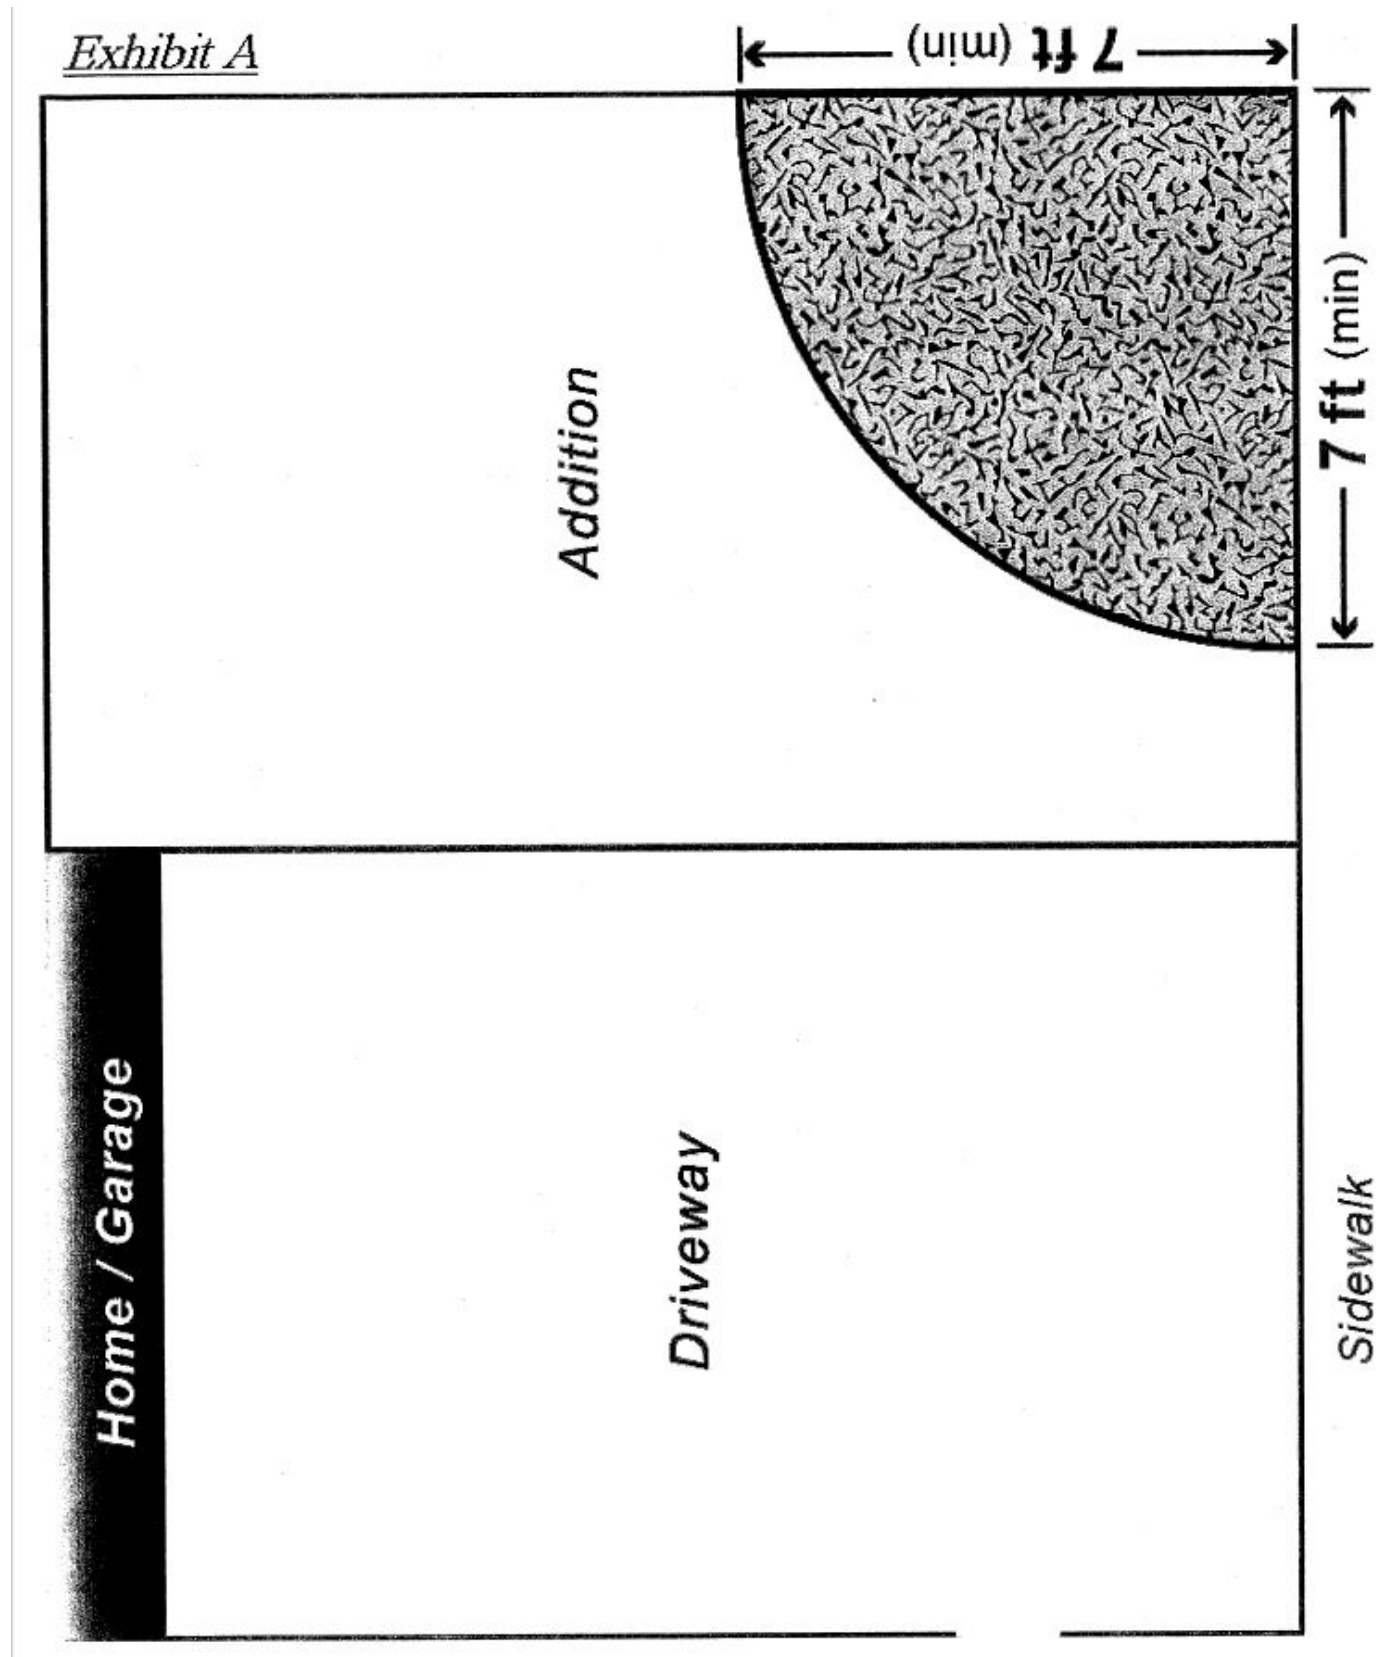 Exhibit A
7 ft (min)
7 ft (min)
Addition
Home / Garage
Driveway
Sidewalk